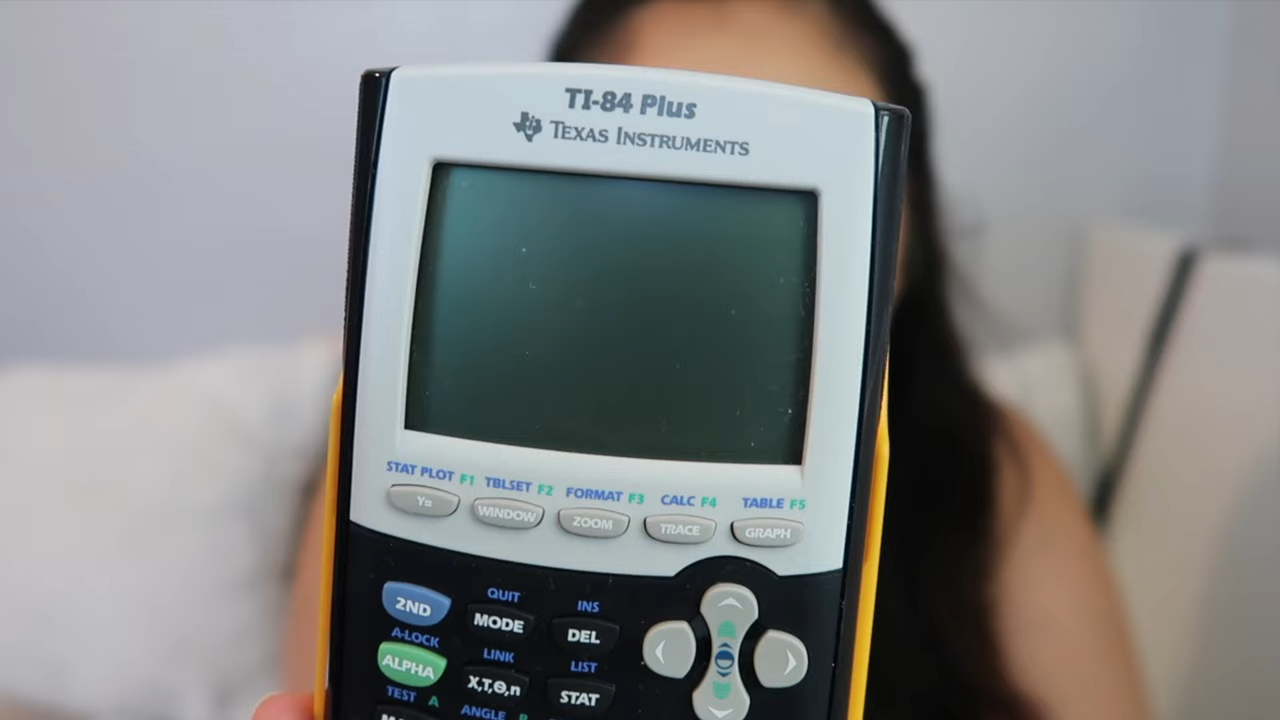 TI-84 Plus
TEXAS INSTRUMENTS
STAT PLOT F1 TBLSET F2 FORMAT F3 CALC F4 TABLE F5
Y= WINDOW ZOOM TRACE GRAPH
QUIT INS
2ND MODE DEL
A-LOCK LINK LIST
ALPHA X,T,Θ,n STAT
TEST A ANGLE B